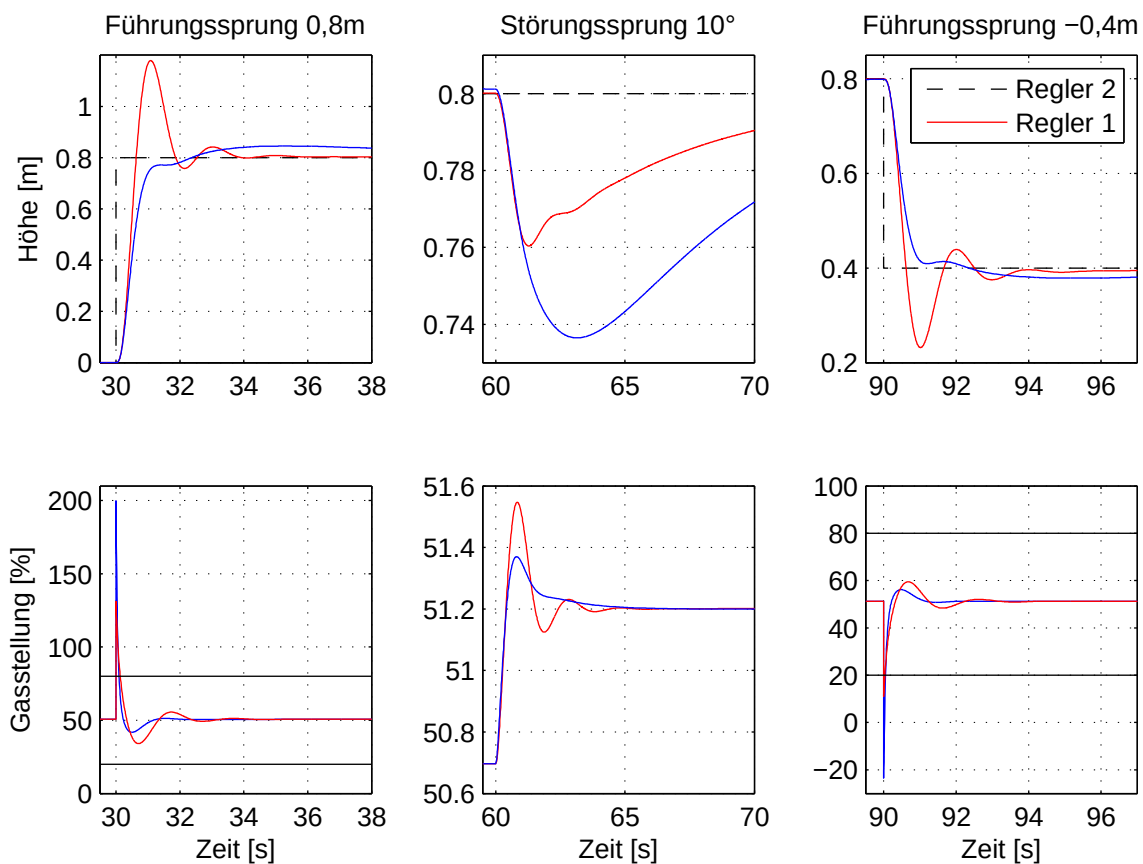 Führungssprung 0,8m
Störungssprung 10°
Führungssprung −0,4m
Höhe [m]
1
0.8
0.6
0.4
0.2
0
30 32 34 36 38
0.8
0.78
0.76
0.74
60 65 70
0.8
0.6
0.4
0.2
90 92 94 96
Regler 2
Regler 1
Gasstellung [%]
200
150
100
50
0
30 32 34 36 38
Zeit [s]
51.6
51.4
51.2
51
50.8
50.6
60 65 70
Zeit [s]
100
80
60
40
20
0
−20
90 92 94 96
Zeit [s]